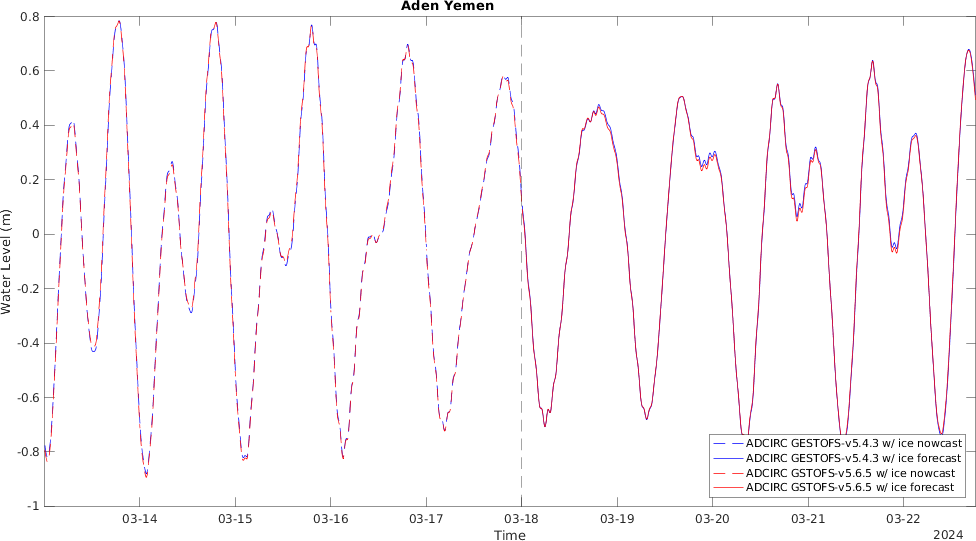 Aden Yemen
0.8
0.6
0.4
0.2
0
-0.2
-0.4
-0.6
-0.8
-1
Water Level (m)
ADCIRC GESTOFS-v5.4.3 w/ ice nowcast
ADCIRC GESTOFS-v5.4.3 w/ ice forecast
ADCIRC GSTOFS-v5.6.5 w/ ice nowcast
ADCIRC GSTOFS-v5.6.5 w/ ice forecast
03-14 03-15 03-16 03-17 03-18 03-19 03-20 03-21 03-22
Time
2024